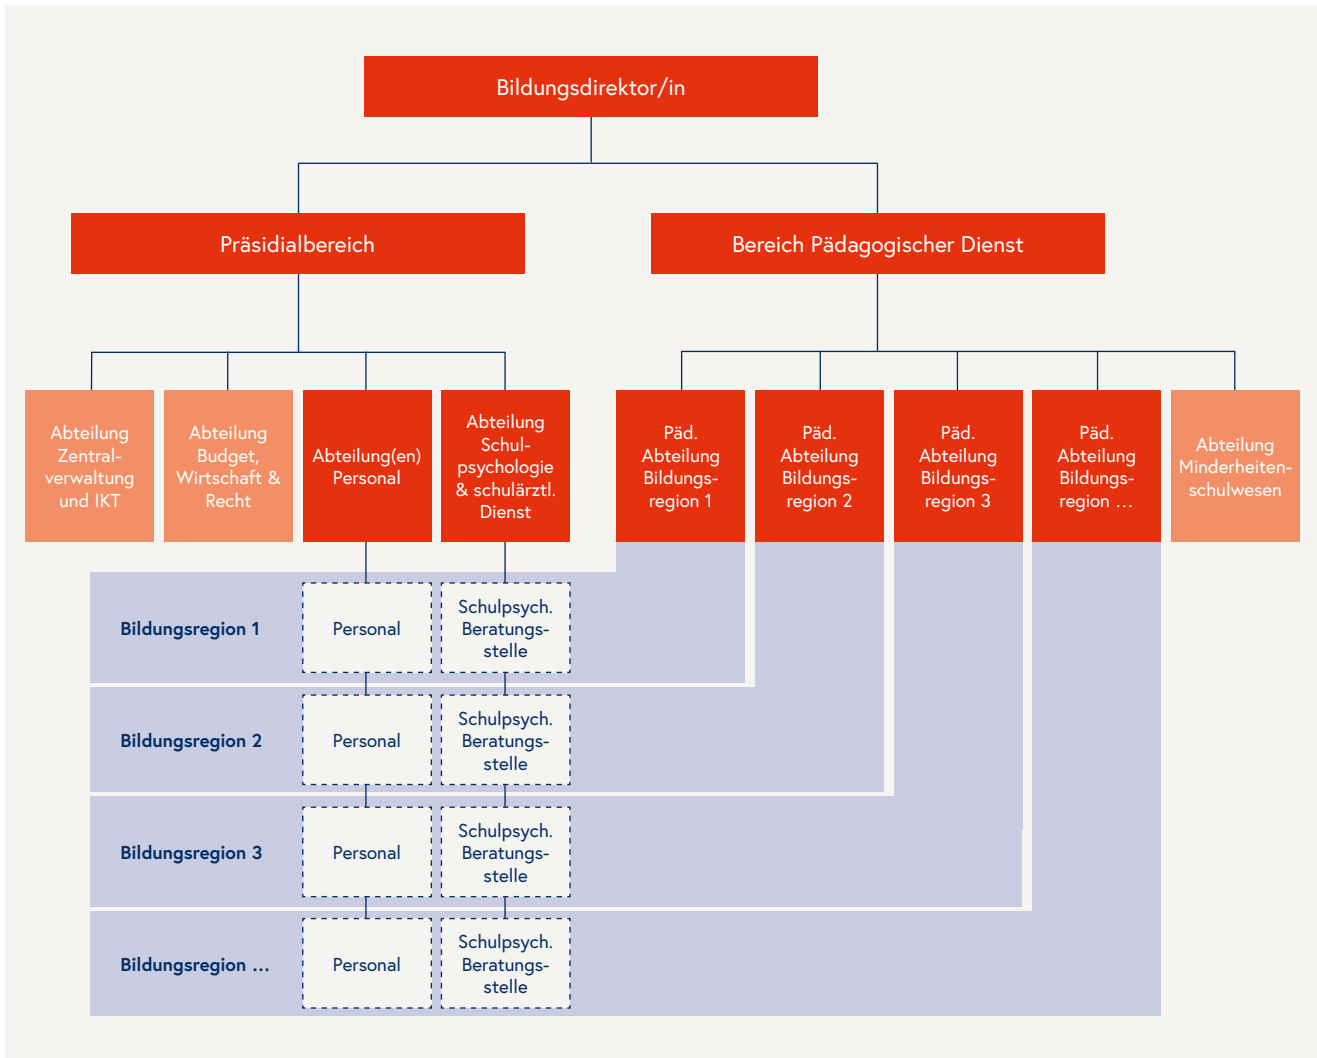 Bildungsdirektor/in
Präsidialbereich
Bereich Pädagogischer Dienst
Abteilung
Zentral-
verwaltung
und IKT
Abteilung
Budget,
Wirtschaft &
Recht
Abteilung(en)
Personal
Abteilung
Schul-
psychologie
& schulärztl.
Dienst
Päd.
Abteilung
Bildungs-
region 1
Päd.
Abteilung
Bildungs-
region 2
Päd.
Abteilung
Bildungs-
region 3
Päd.
Abteilung
Bildungs-
region …
Abteilung
Minderheiten-
schulwesen
Bildungsregion 1
Personal
Schulpsych.
Beratungs-
stelle
Bildungsregion 2
Personal
Schulpsych.
Beratungs-
stelle
Bildungsregion 3
Personal
Schulpsych.
Beratungs-
stelle
Bildungsregion …
Personal
Schulpsych.
Beratungs-
stelle